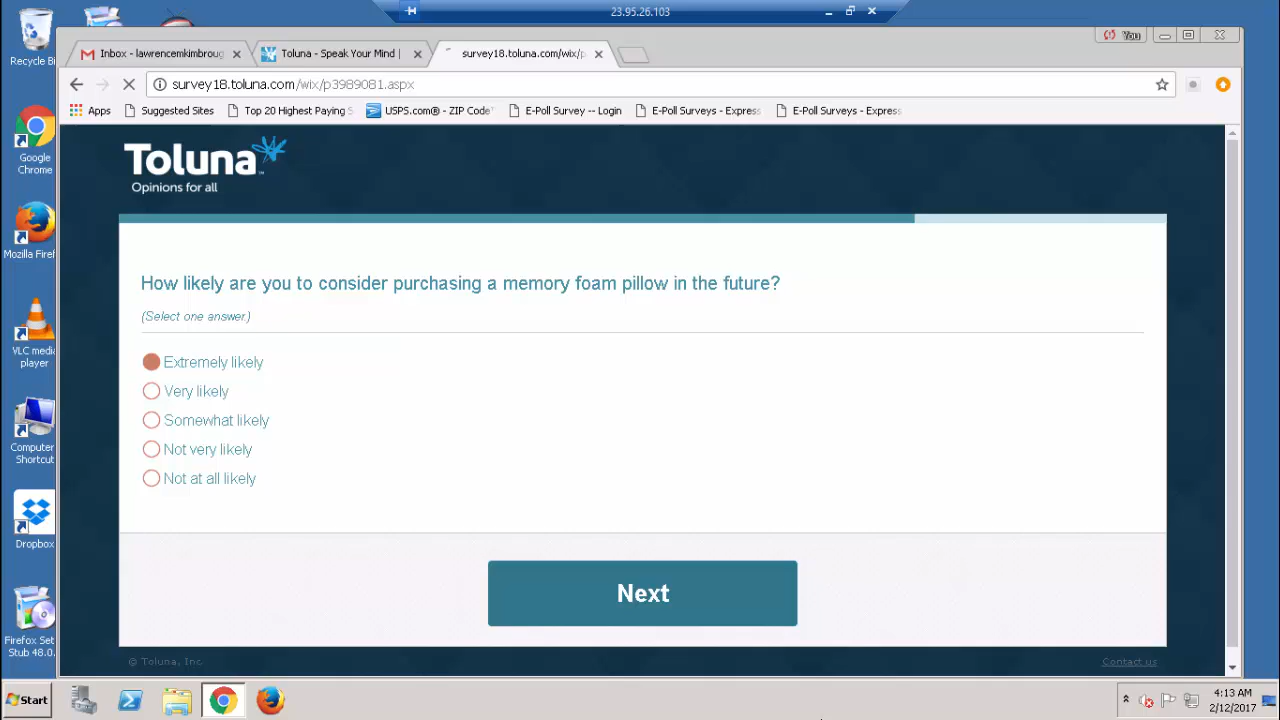 23.95.26.103
Recycle Bi
Inbox - lawrencemkimbroug
Toluna - Speak Your Mind |
survey18.toluna.com/wix/p
You
survey18.toluna.com/wix/p3989081.aspx
Apps
Suggested Sites
Top 20 Highest Paying S
USPS.com® - ZIP Code
E-Poll Survey -- Login
E-Poll Surveys - Express
E-Poll Surveys - Express
Toluna
Opinions for all
Google
Chrome
Mozilla Firef
VLC medi
player
Computer
Shortcut
Dropbox
Firefox Set
Stub 48.0.
How likely are you to consider purchasing a memory foam pillow in the future?
(Select one answer.)
Extremely likely
Very likely
Somewhat likely
Not very likely
Not at all likely
Next
© Toluna, Inc.
Contact us
Start
4:13 AM
2/12/2017